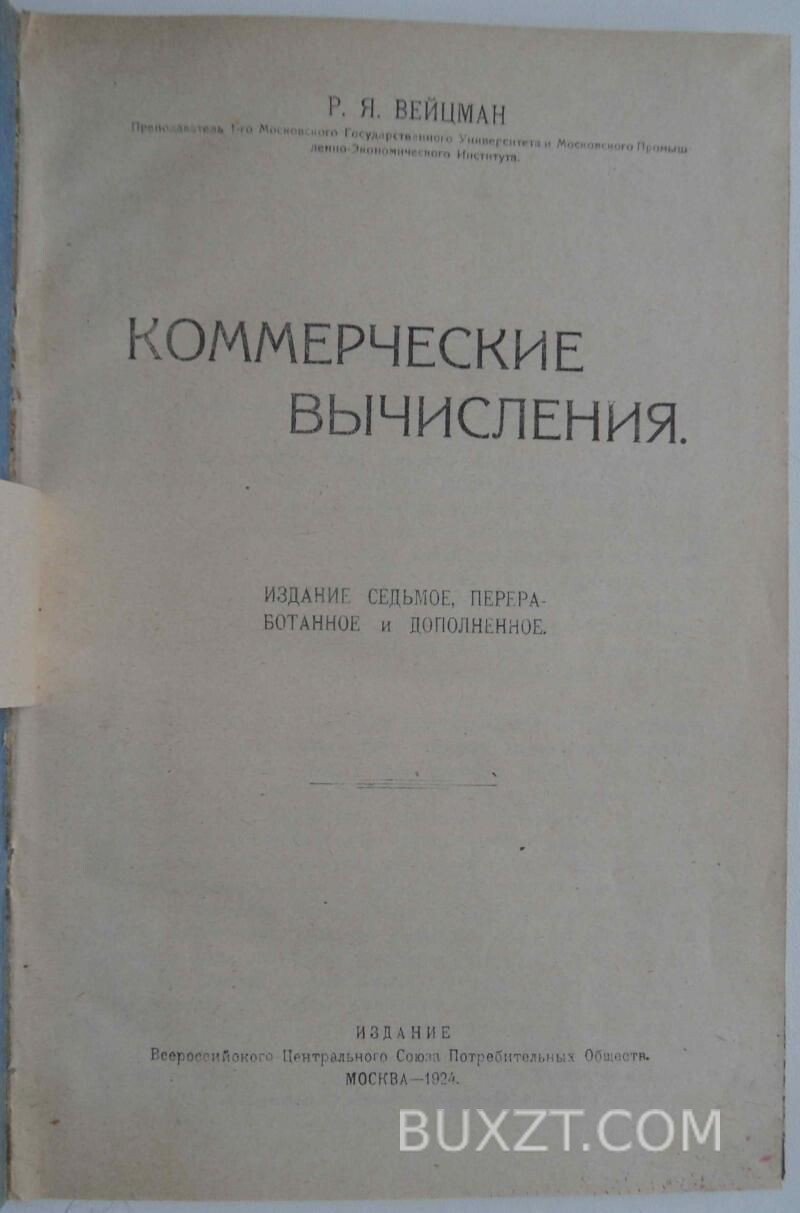 Р. Я. ВЕЙЦМАН
Преподаватель 1-го Московского Государственного Университета и Московского Промыш
ленно-Экономического Института.
КОММЕРЧЕСКИЕ
ВЫЧИСЛЕНИЯ.
ИЗДАНИЕ СЕДЬМОЕ, ПЕРЕРА-
БОТАННОЕ и ДОПОЛНЕННОЕ.
ИЗДАНИЕ
Всероссийского Центрального Союза Потребительных Обществ.
МОСКВА—1924.
BUXZT.COM